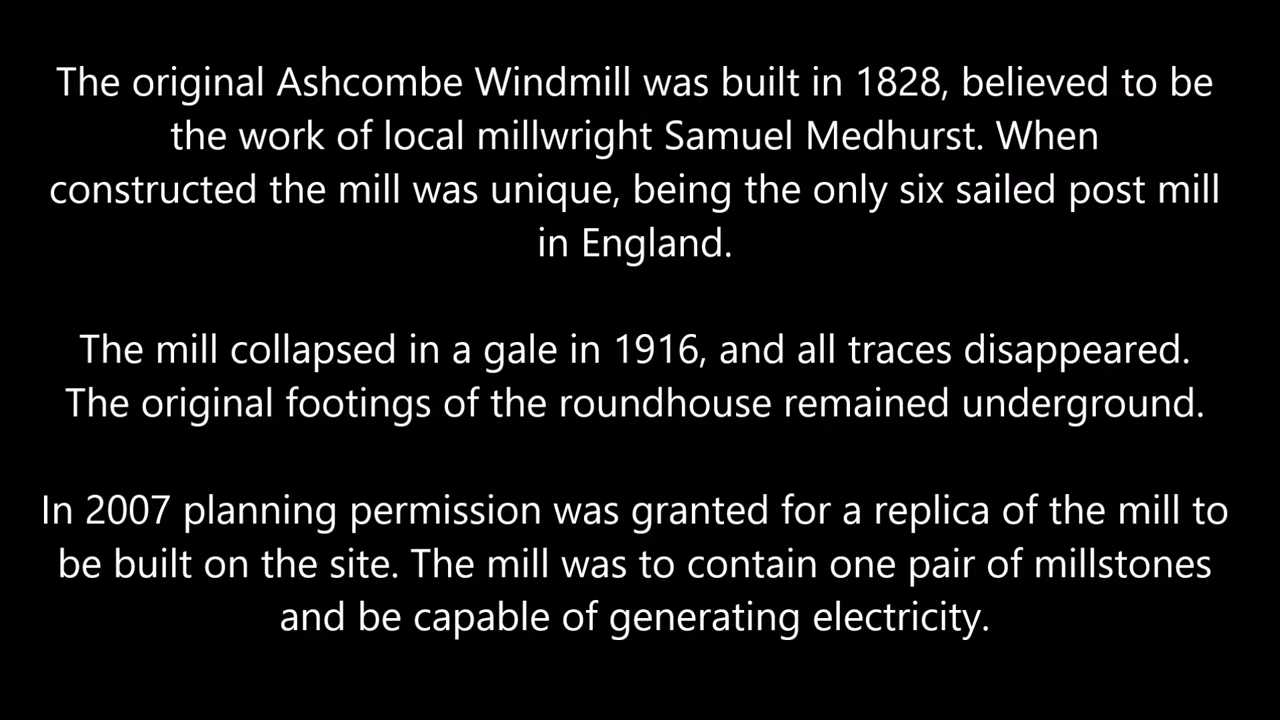 The original Ashcombe Windmill was built in 1828, believed to be
the work of local millwright Samuel Medhurst. When
constructed the mill was unique, being the only six sailed post mill
in England.
The mill collapsed in a gale in 1916, and all traces disappeared.
The original footings of the roundhouse remained underground.
In 2007 planning permission was granted for a replica of the mill to
be built on the site. The mill was to contain one pair of millstones
and be capable of generating electricity.